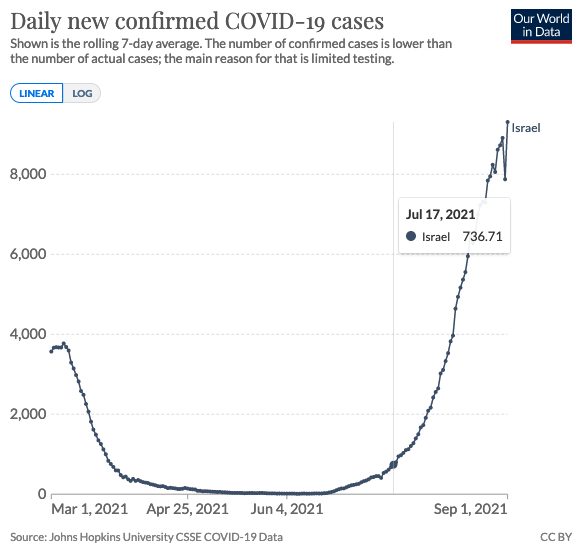 Daily new confirmed COVID-19 cases
Our World
in Data
Shown is the rolling 7-day average. The number of confirmed cases is lower than
the number of actual cases; the main reason for that is limited testing.
LINEAR LOG
Israel
8,000
Jul 17, 2021
Israel 736.71
6,000
4,000
2,000
0
Mar 1, 2021 Apr 25, 2021 Jun 4, 2021 Sep 1, 2021
Source: Johns Hopkins University CSSE COVID-19 Data CC BY